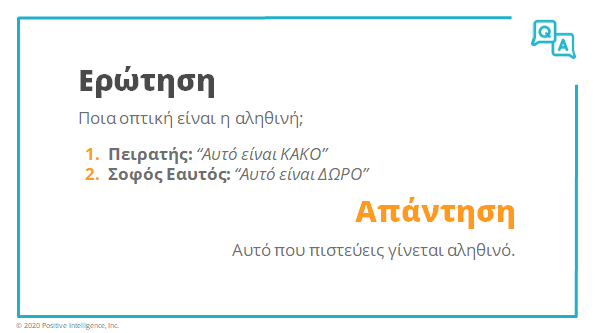 Q A
Ερώτηση
Ποια οπτική είναι η αληθινή;
1. Πειρατής: “Αυτό είναι ΚΑΚΟ”
2. Σοφός Εαυτός: “Αυτό είναι ΔΩΡΟ”
Απάντηση
Αυτό που πιστεύεις γίνεται αληθινό.
© 2020 Positive Intelligence, Inc.